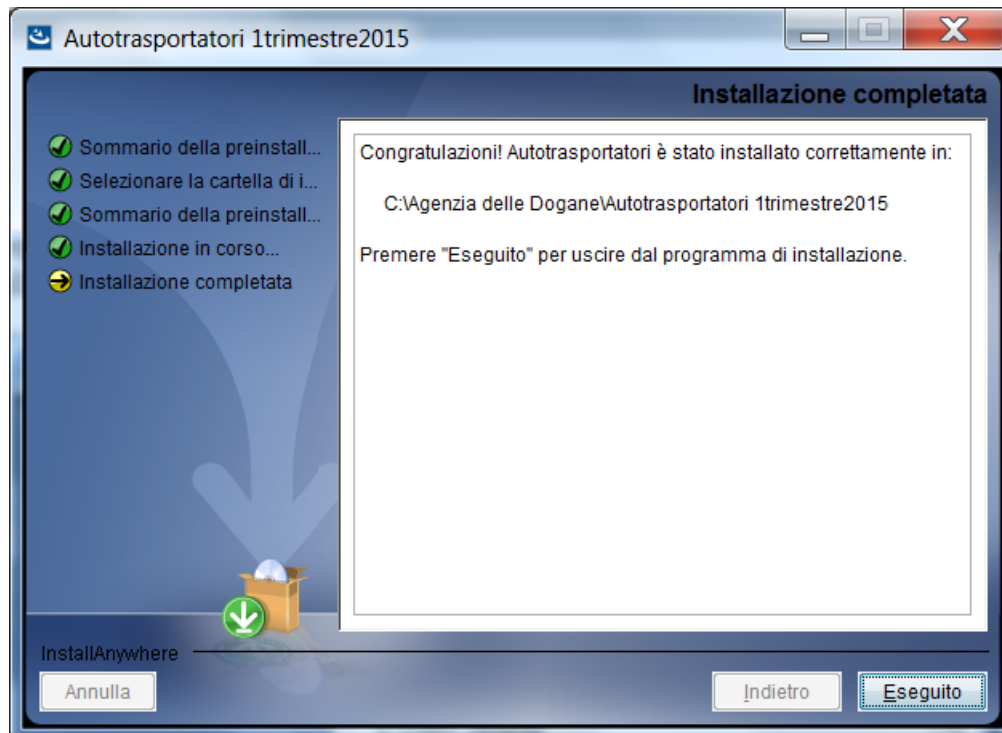 Autotrasportatori 1trimestre2015
Installazione completata
Sommario della preinstall...
Selezionare la cartella di i...
Sommario della preinstall...
Installazione in corso...
Installazione completata
Congratulazioni! Autotrasportatori è stato installato correttamente in:
C:\Agenzia delle Dogane\Autotrasportatori 1trimestre2015
Premere "Eseguito" per uscire dal programma di installazione.
InstallAnywhere
Annulla
Indietro
Eseguito